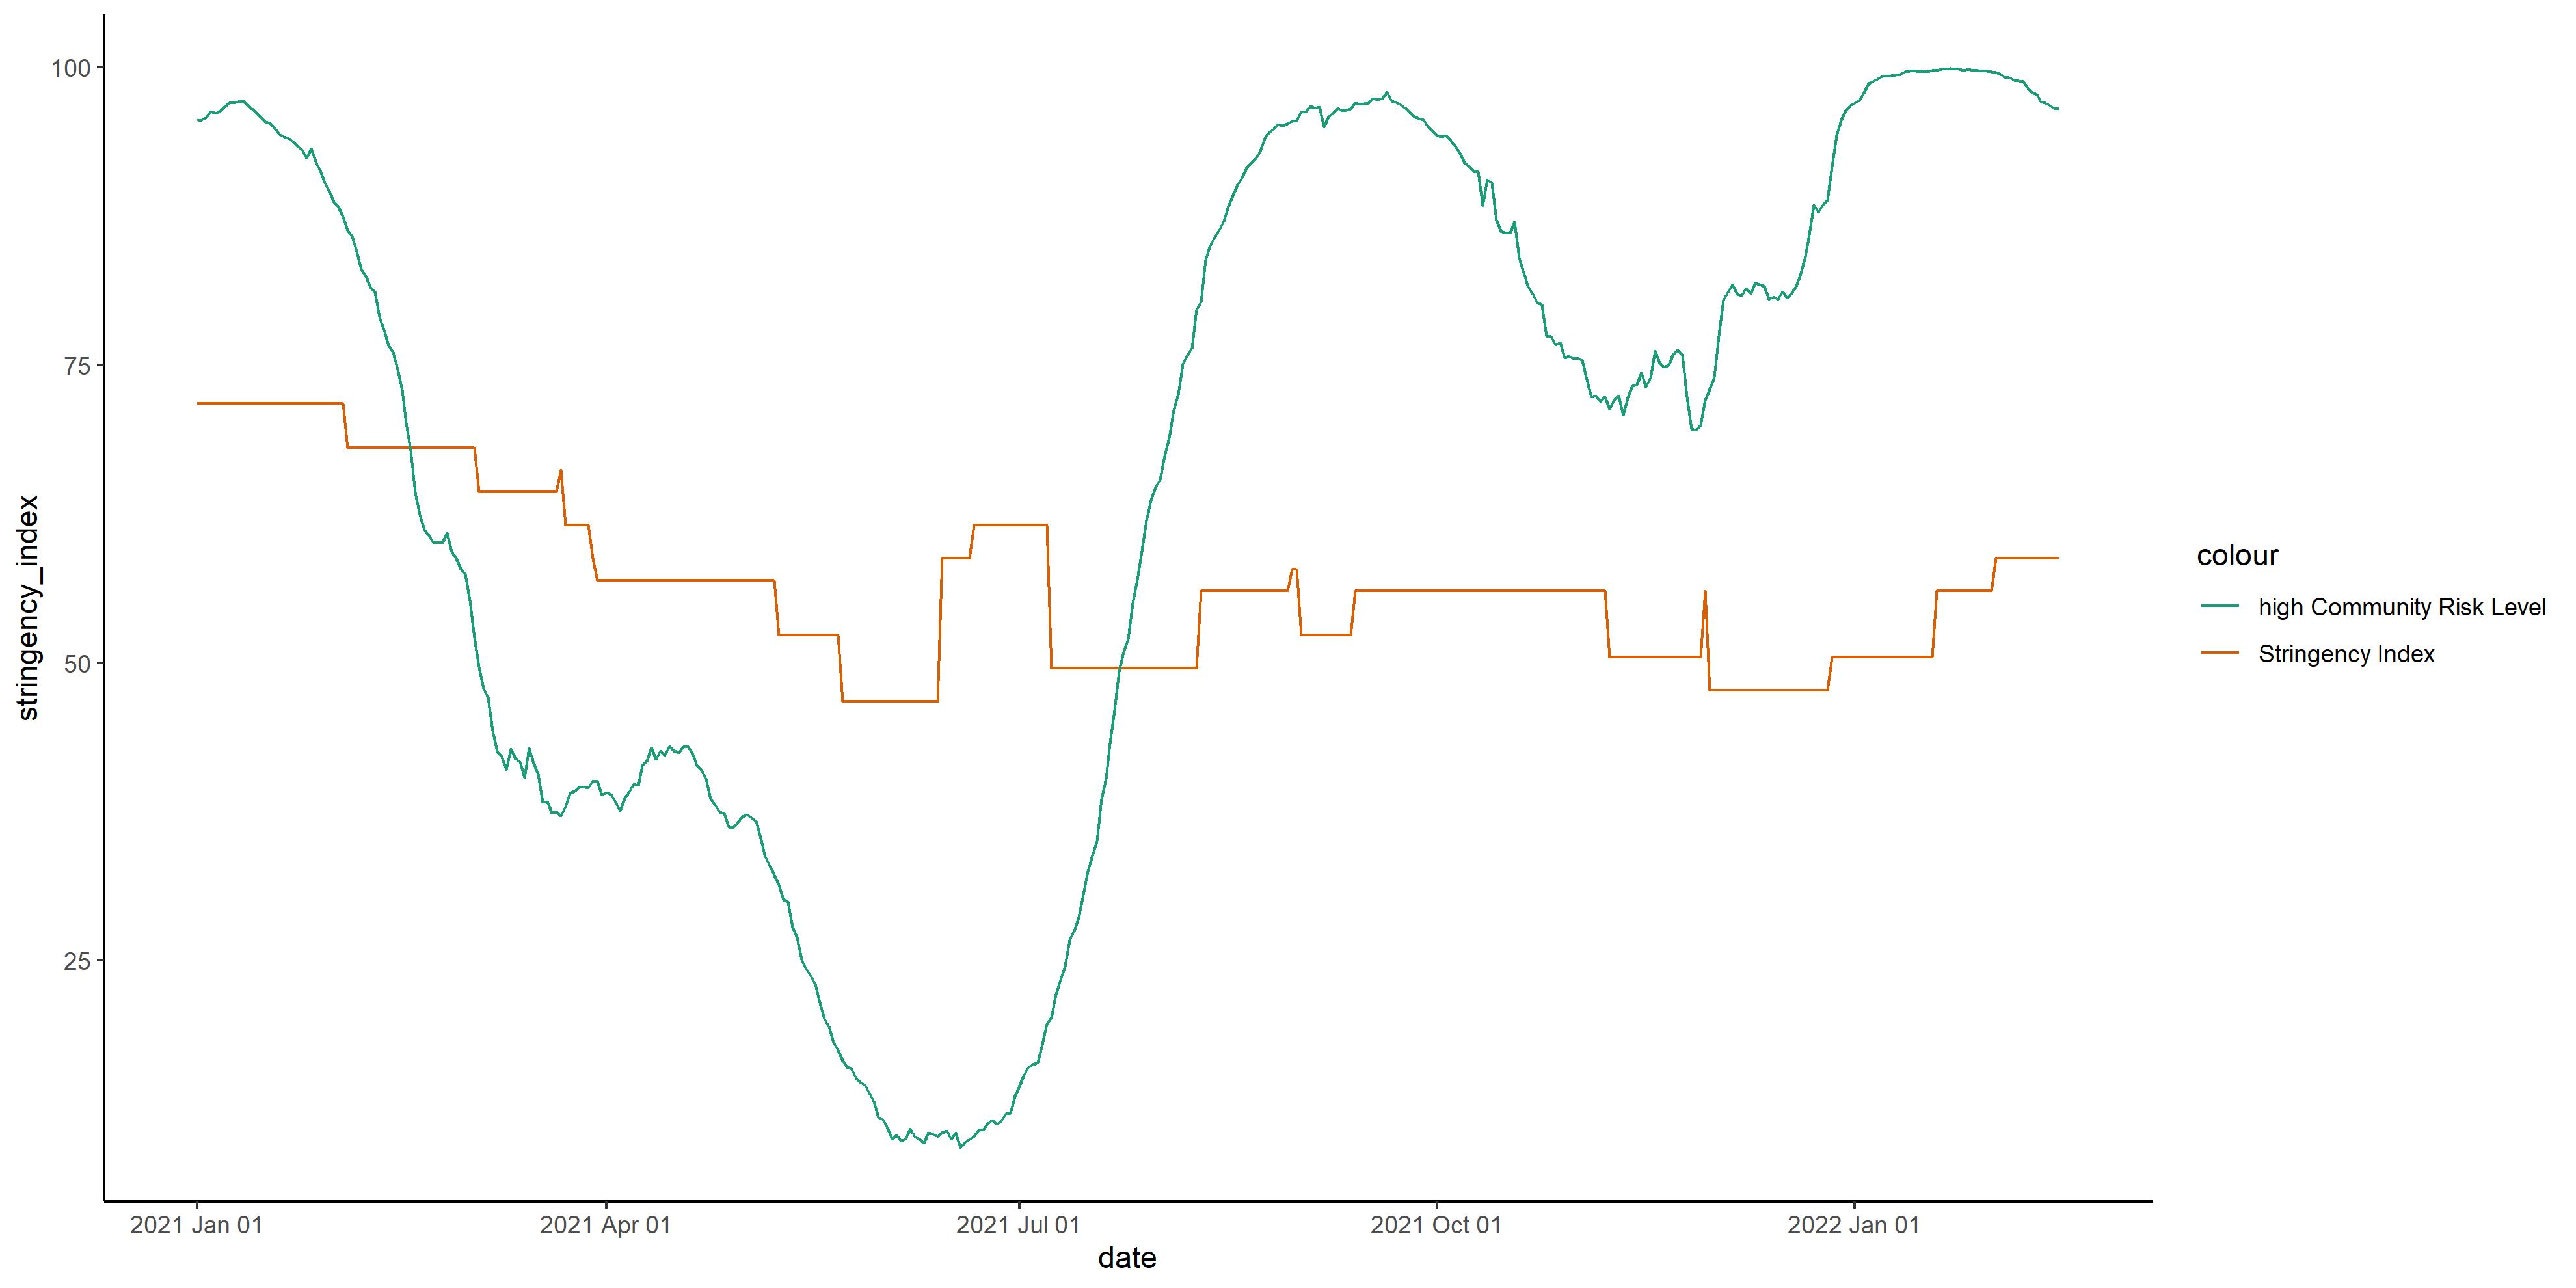 100
75
50
25
stringency_index
2021 Jan 01
2021 Apr 01
2021 Jul 01
2021 Oct 01
2022 Jan 01
date
colour
high Community Risk Level
Stringency Index